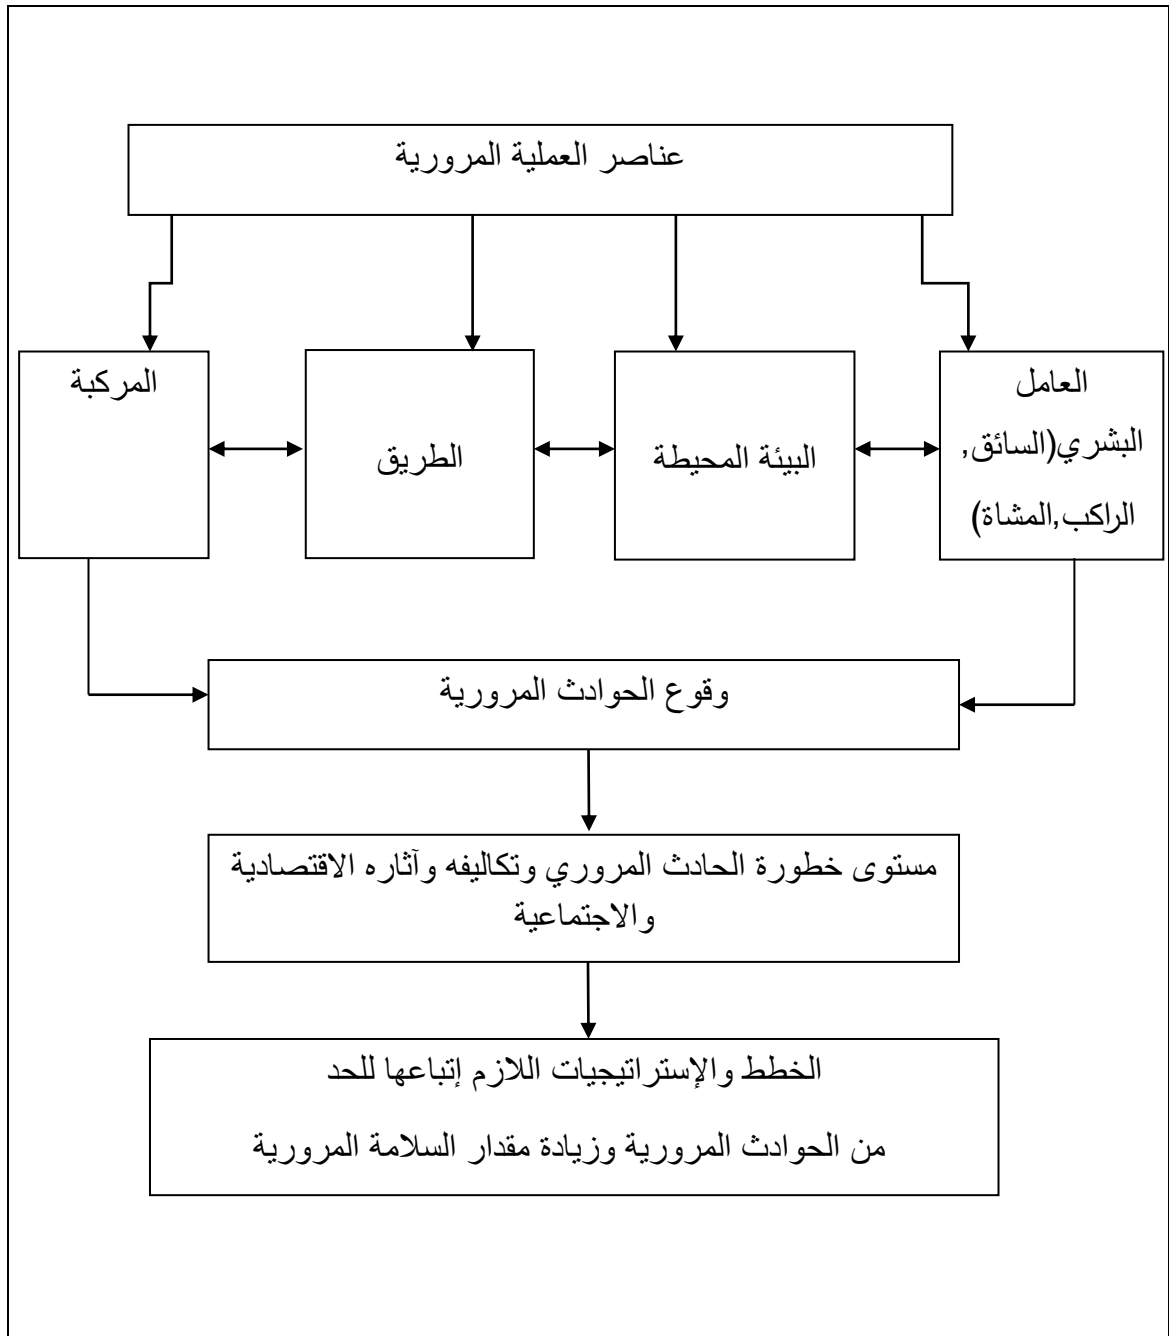 عناصر العملية المرورية
العامل
البشري(السائق,
الراكب,المشاة)
البيئة المحيطة
الطريق
المركبة
وقوع الحوادث المرورية
مستوى خطورة الحادث المروري وتكاليفه وآثاره الاقتصادية
والاجتماعية
الخطط والإستراتيجيات اللازم إتباعها للحد
من الحوادث المرورية وزيادة مقدار السلامة المرورية